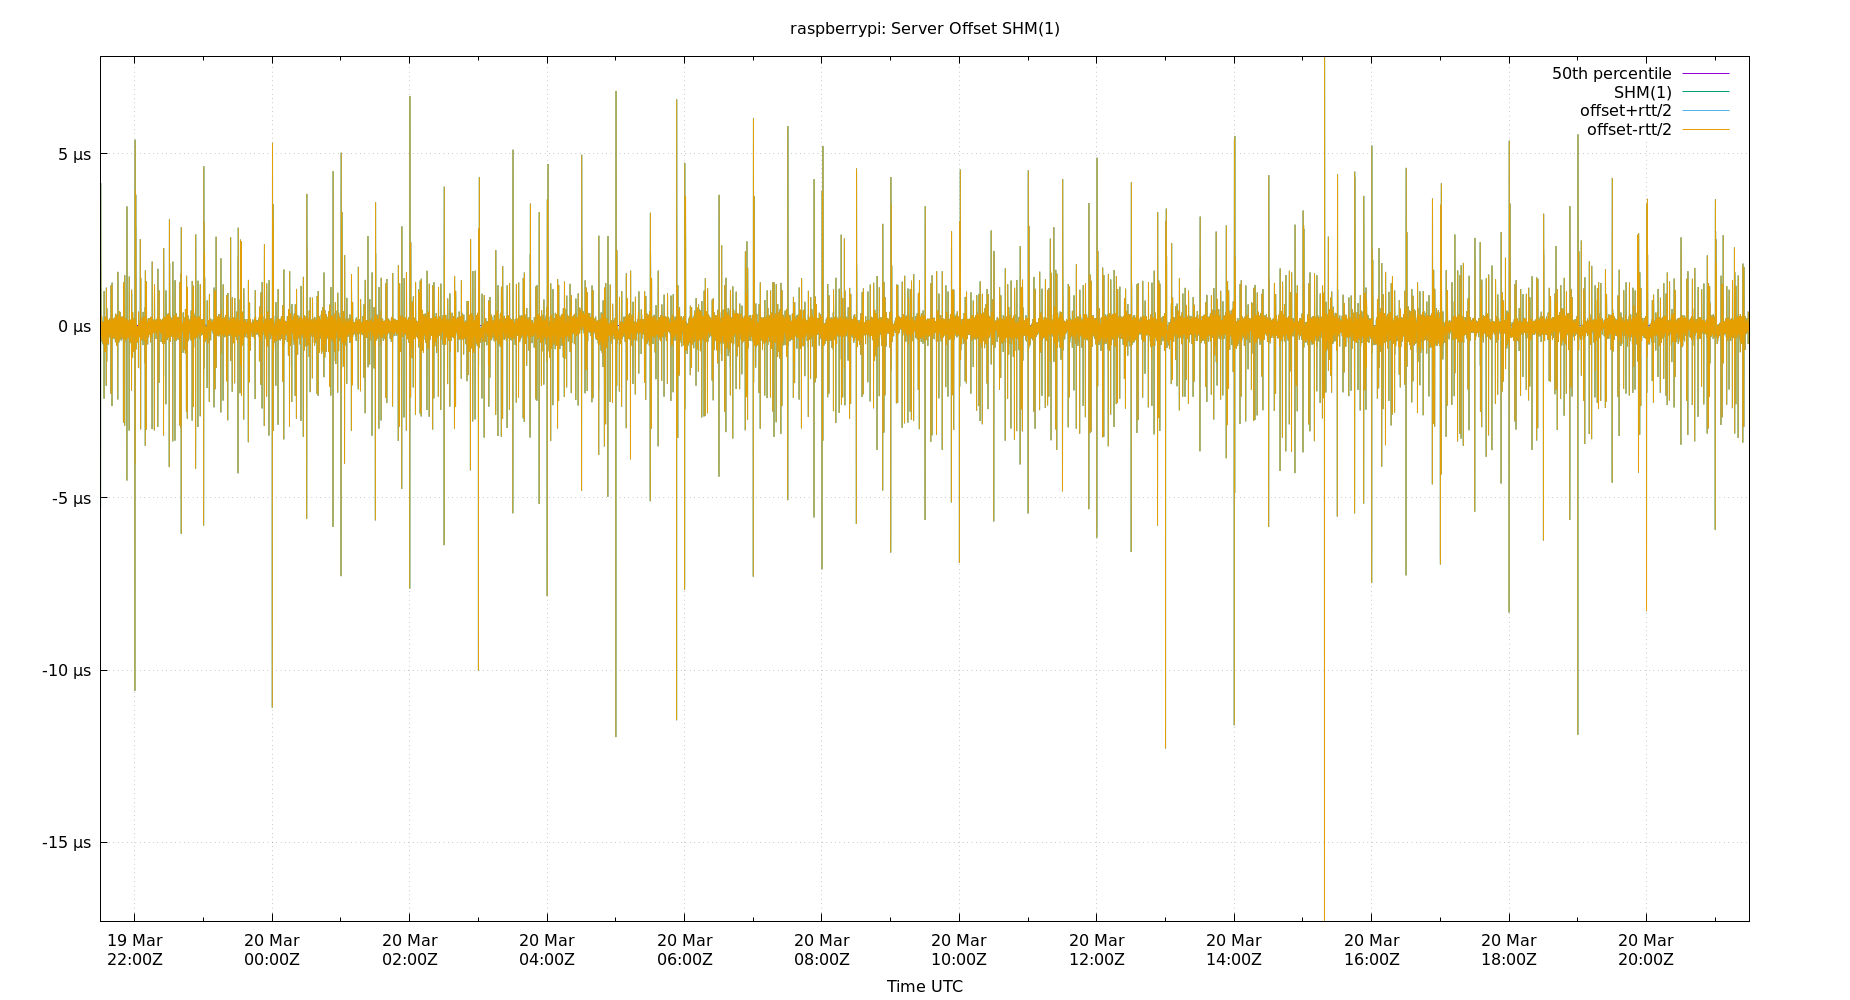 raspberrypi: Server Offset SHM(1)
50th percentile
SHM(1)
offset+rtt/2
offset-rtt/2
5 µs
0 µs
-5 µs
-10 µs
-15 µs
19 Mar 20 Mar 20 Mar 20 Mar 20 Mar 20 Mar 20 Mar 20 Mar 20 Mar 20 Mar 20 Mar 20 Mar
22:00Z 00:00Z 02:00Z 04:00Z 06:00Z 08:00Z 10:00Z 12:00Z 14:00Z 16:00Z 18:00Z 20:00Z
Time UTC